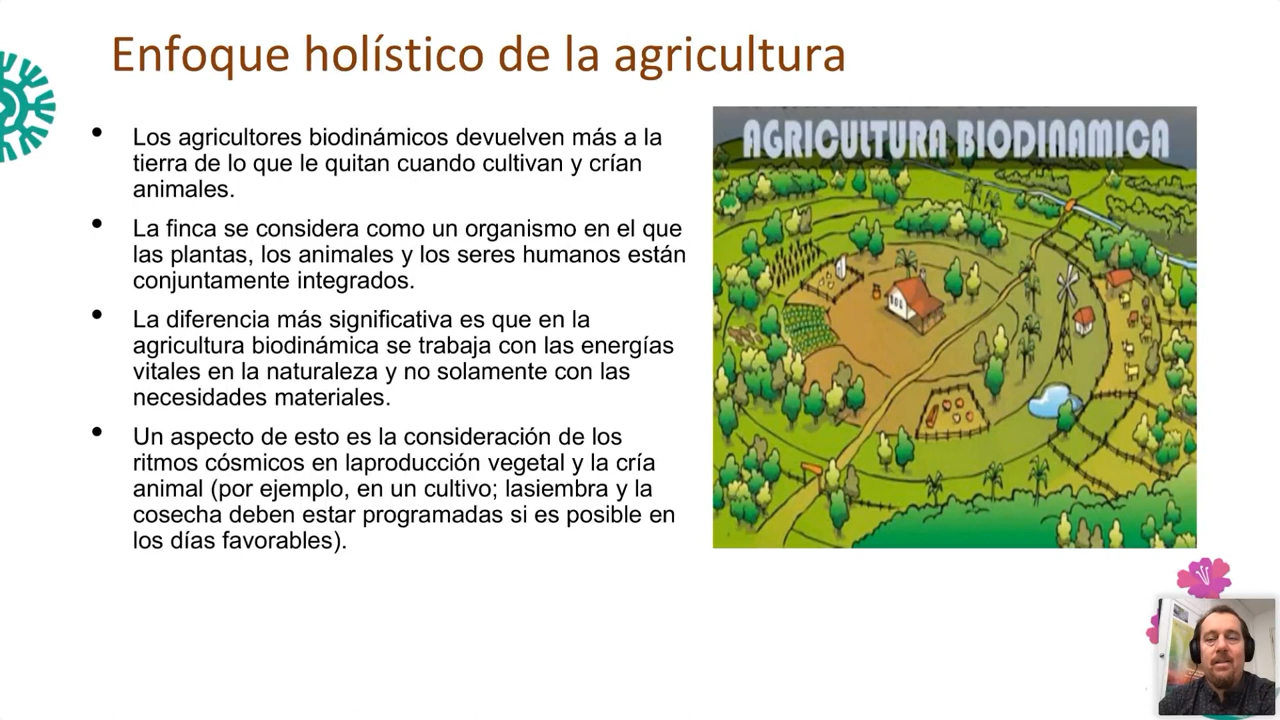 Enfoque holístico de la agricultura
• Los agricultores biodinámicos devuelven más a la
tierra de lo que le quitan cuando cultivan y crían
animales.
• La finca se considera como un organismo en el que
las plantas, los animales y los seres humanos están
conjuntamente integrados.
• La diferencia más significativa es que en la
agricultura biodinámica se trabaja con las energías
vitales en la naturaleza y no solamente con las
necesidades materiales.
• Un aspecto de esto es la consideración de los
ritmos cósmicos en laproducción vegetal y la cría
animal (por ejemplo, en un cultivo; lasiembra y la
cosecha deben estar programadas si es posible en
los días favorables).
AGRICULTURA BIODINAMICA